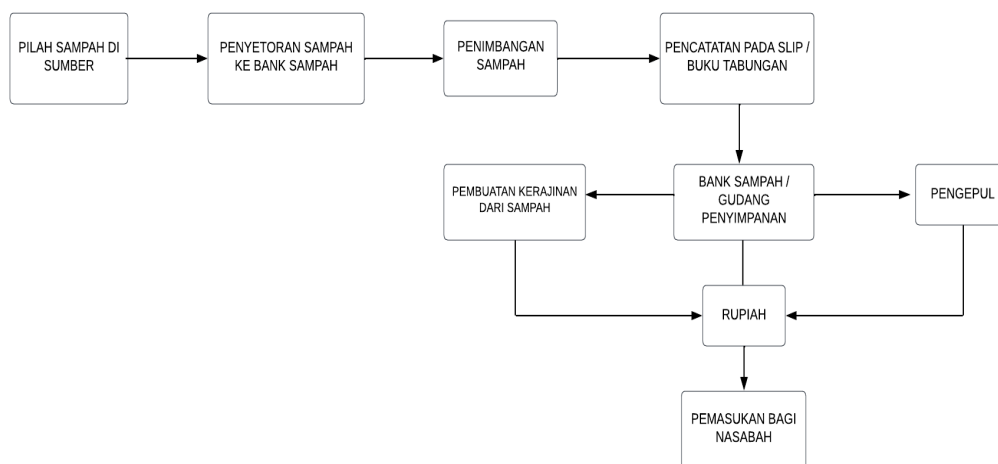 PILAH SAMPAH DI
SUMBER
PENYETORAN SAMPAH
KE BANK SAMPAH
PENIMBANGAN
SAMPAH
PENCATATAN PADA SLIP /
BUKU TABUNGAN
PEMBUATAN KERAJINAN
DARI SAMPAH
BANK SAMPAH /
GUDANG
PENYIMPANAN
PENGEPUL
RUPIAH
PEMASUKAN BAGI
NASABAH